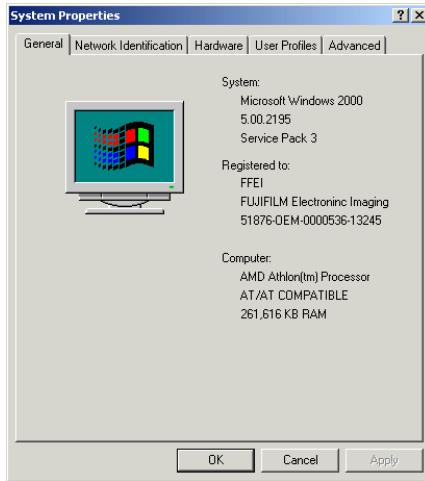 System Properties
General Network Identification Hardware User Profiles Advanced
System:
Microsoft Windows 2000
5.00.2195
Service Pack 3
Registered to:
FFEI
FUJIFILM Electroninc Imaging
51876-OEM-0000536-13245
Computer:
AMD Athlon(tm) Processor
AT/AT COMPATIBLE
261,616 KB RAM
OK Cancel Apply